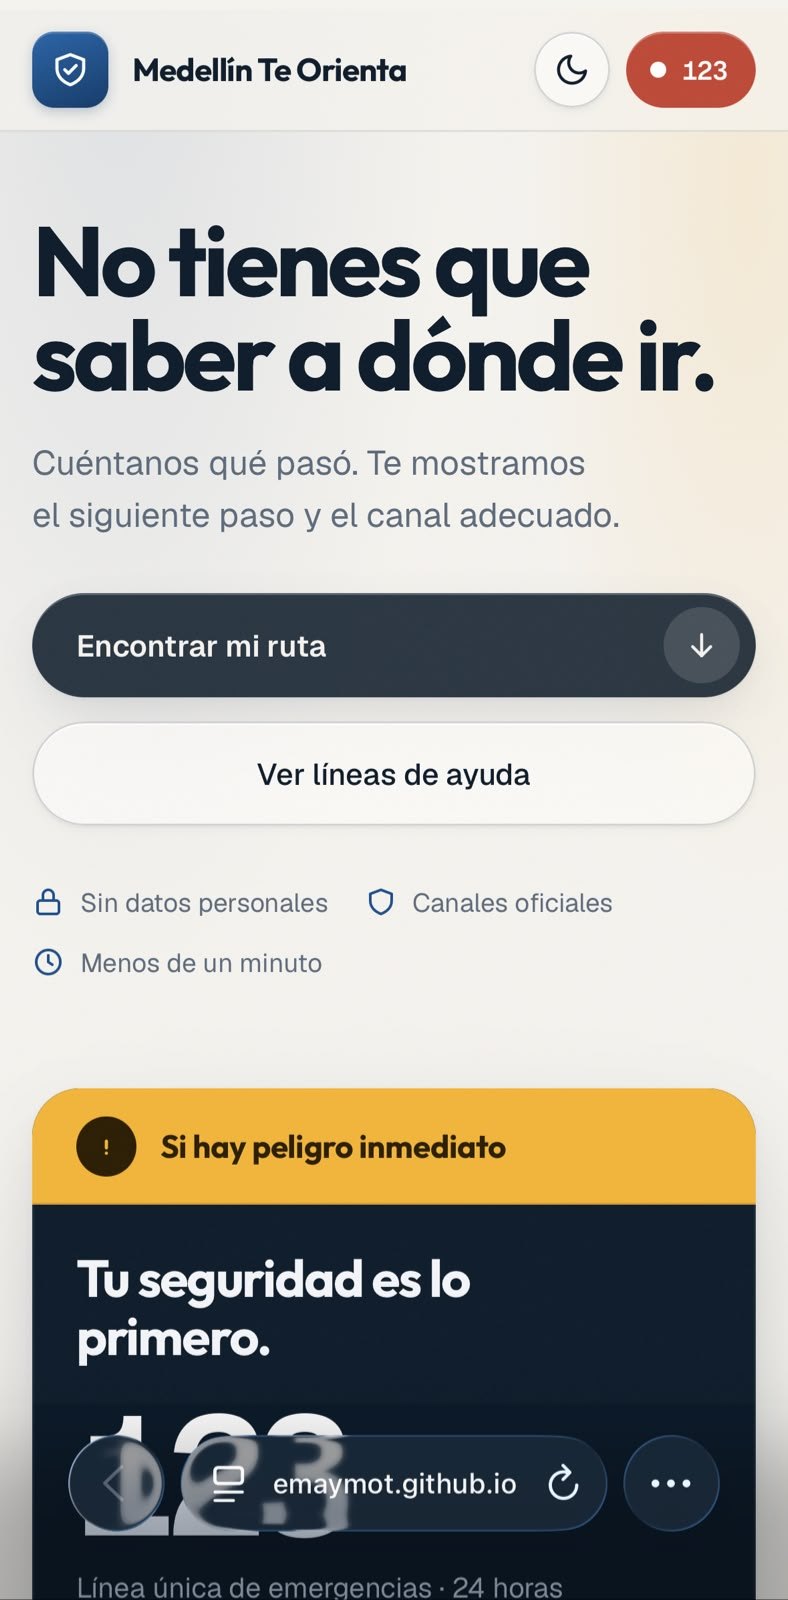 Medellín Te Orienta
123
No tienes que
saber a dónde ir.
Cuéntanos qué pasó. Te mostramos
el siguiente paso y el canal adecuado.
Encontrar mi ruta
Ver líneas de ayuda
Sin datos personales
Canales oficiales
Menos de un minuto
Si hay peligro inmediato
Tu seguridad es lo
primero.
123
emaymot.github.io
Línea única de emergencias · 24 horas